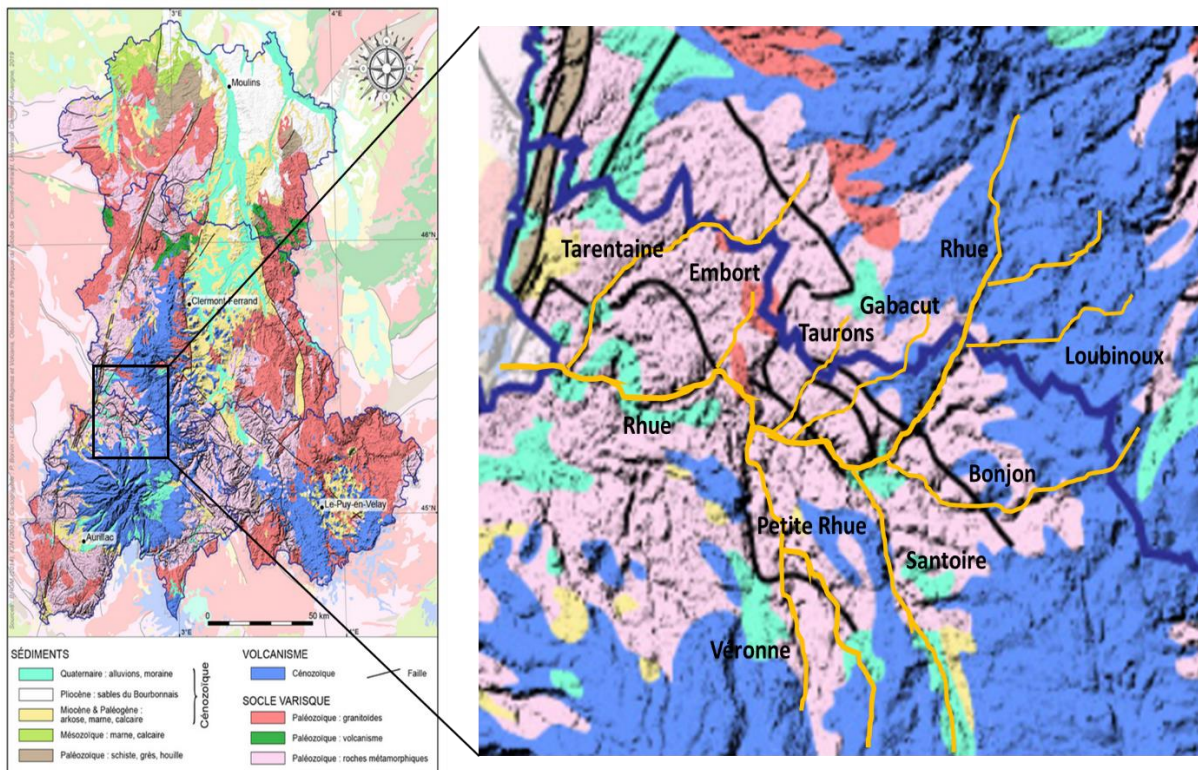 3°E
4°E
Moulins
46°N
Clermont-Ferrand
Le-Puy-en-Velay
45°N
Aurillac
0
50 km
3°E
4°E
SÉDIMENTS
Quaternaire : alluvions, moraine
Pliocène : sables du Bourbonnais
Miocène & Paléogène :
arkose, marne, calcaire
Mésozoïque : marne, calcaire
Paléozoïque : schiste, grès, houille
Cénozoïque
VOLCANISME
Cénozoïque
Faille
SOCLE VARISQUE
Paléozoïque : granitoïdes
Paléozoïque : volcanisme
Paléozoïque : roches métamorphiques
Tarentaine
Rhue
Embort
Gabacut
Taurons
Loubinoux
Rhue
Bonjon
Petite Rhue
Santoire
Véronne